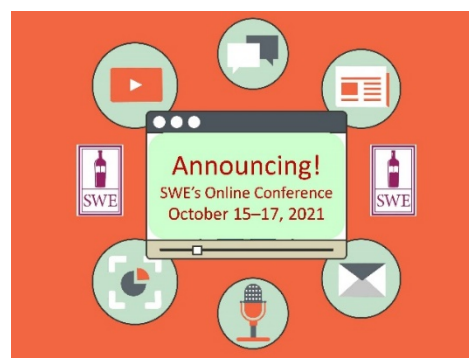 Announcing!
SWE's Online Conference
October 15–17, 2021
SWE
SWE